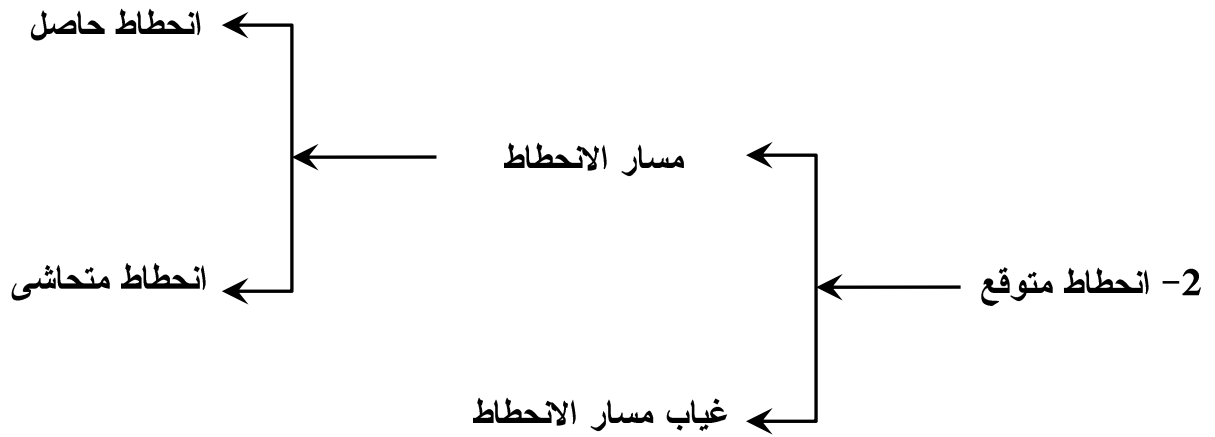 انحطاط حاصل
مسار الانحطاط
2- انحطاط متوقع
انحطاط متحاشى
غياب مسار الانحطاط